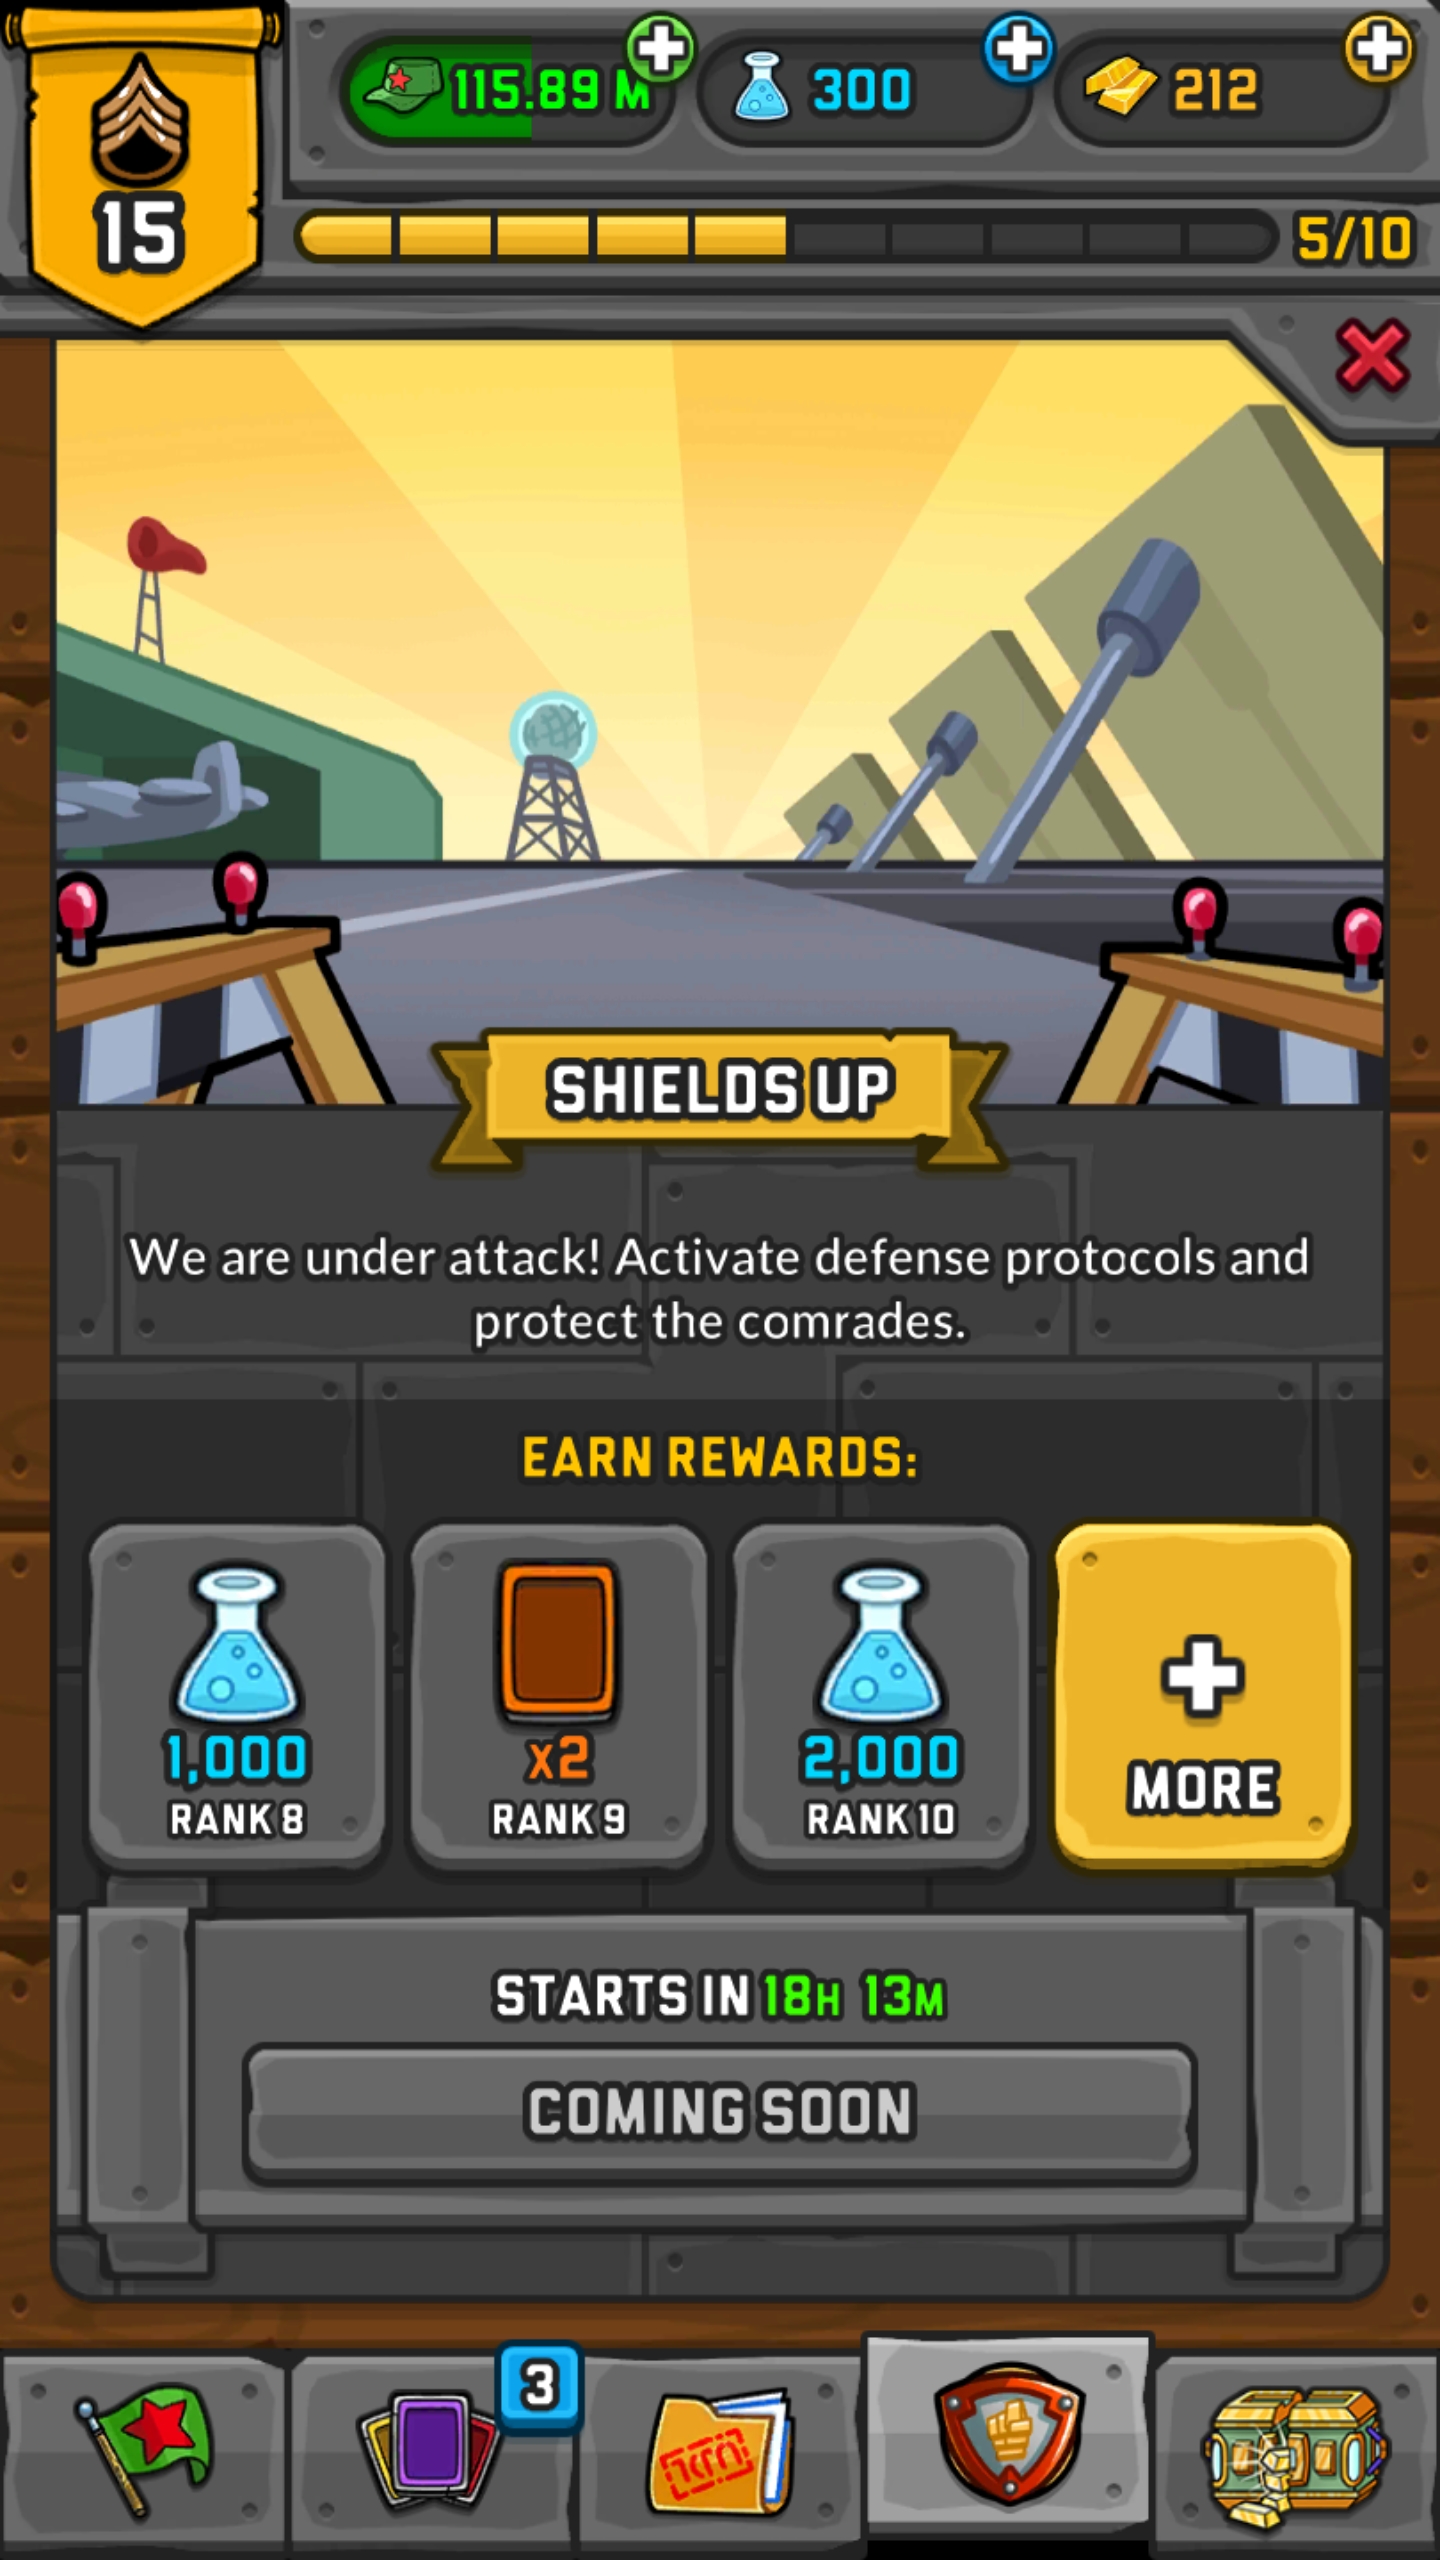 115.89 M
300
212
15
5/10
SHIELDS UP
We are under attack! Activate defense protocols and
protect the comrades.
EARN REWARDS:
1,000
RANK 8
x2
RANK 9
2,000
RANK 10
MORE
STARTS IN 18H 13M
COMING SOON
3